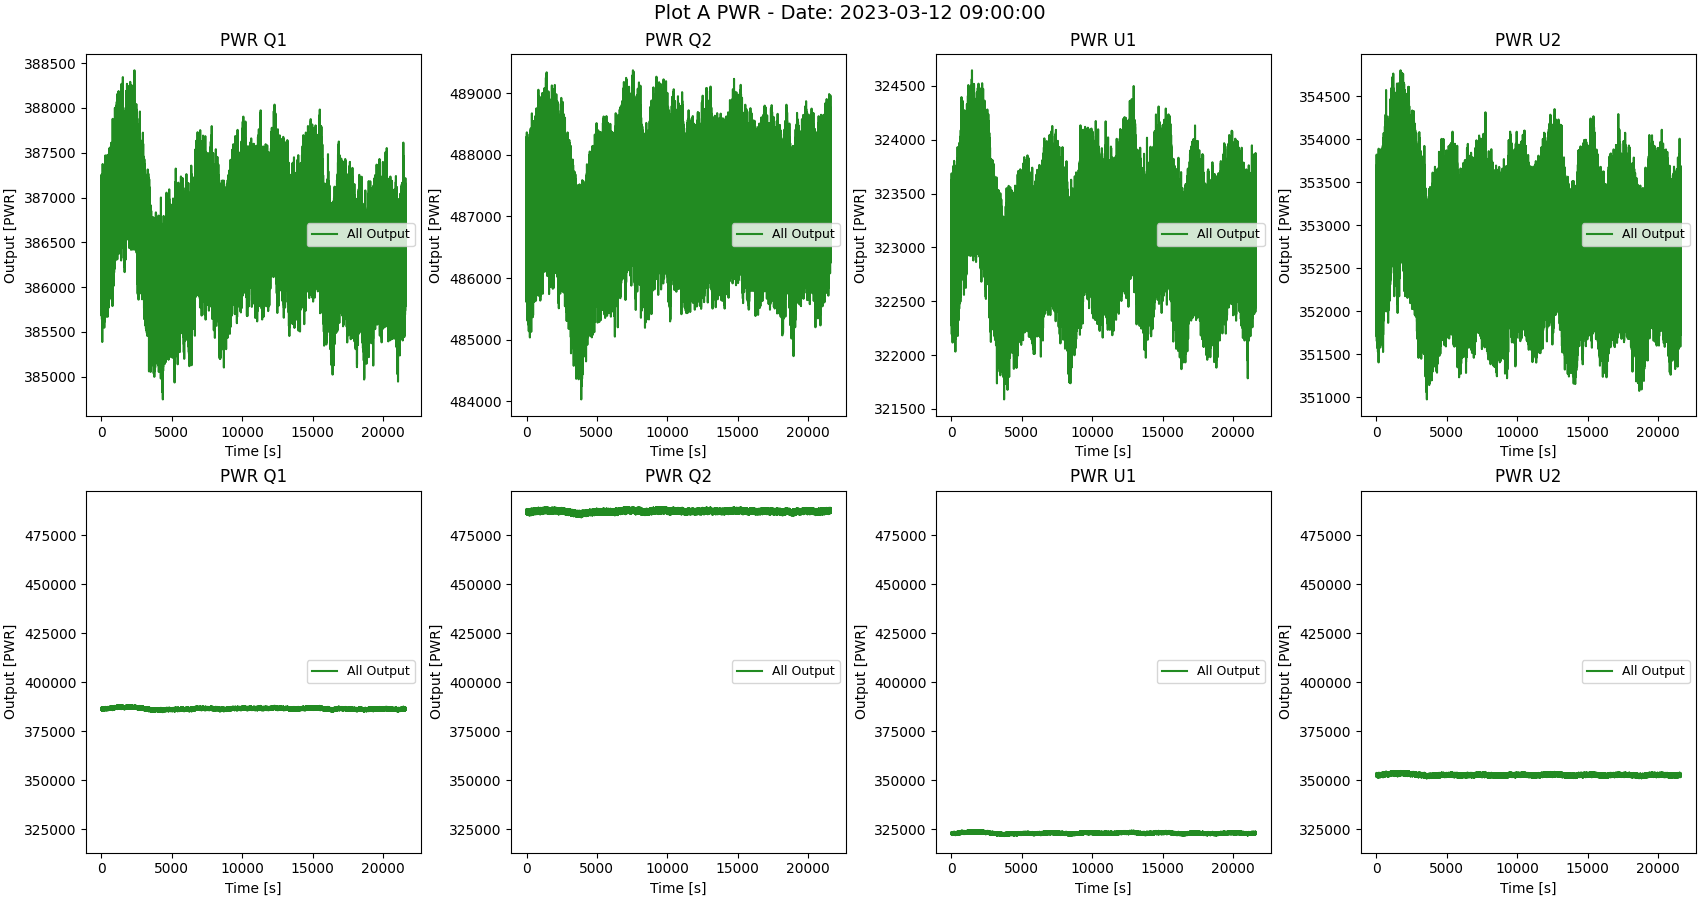 Plot A PWR - Date: 2023-03-12 09:00:00
PWR Q1
388500
388000
387500
387000
386500
386000
385500
385000
Output [PWR]
All Output
0 5000 10000 15000 20000
Time [s]
PWR Q2
489000
488000
487000
486000
485000
484000
Output [PWR]
All Output
0 5000 10000 15000 20000
Time [s]
PWR U1
324500
324000
323500
323000
322500
322000
321500
Output [PWR]
All Output
0 5000 10000 15000 20000
Time [s]
PWR U2
354500
354000
353500
353000
352500
352000
351500
351000
Output [PWR]
All Output
0 5000 10000 15000 20000
Time [s]
PWR Q1
475000
450000
425000
400000
375000
350000
325000
Output [PWR]
All Output
0 5000 10000 15000 20000
Time [s]
PWR Q2
475000
450000
425000
400000
375000
350000
325000
Output [PWR]
All Output
0 5000 10000 15000 20000
Time [s]
PWR U1
475000
450000
425000
400000
375000
350000
325000
Output [PWR]
All Output
0 5000 10000 15000 20000
Time [s]
PWR U2
475000
450000
425000
400000
375000
350000
325000
Output [PWR]
All Output
0 5000 10000 15000 20000
Time [s]